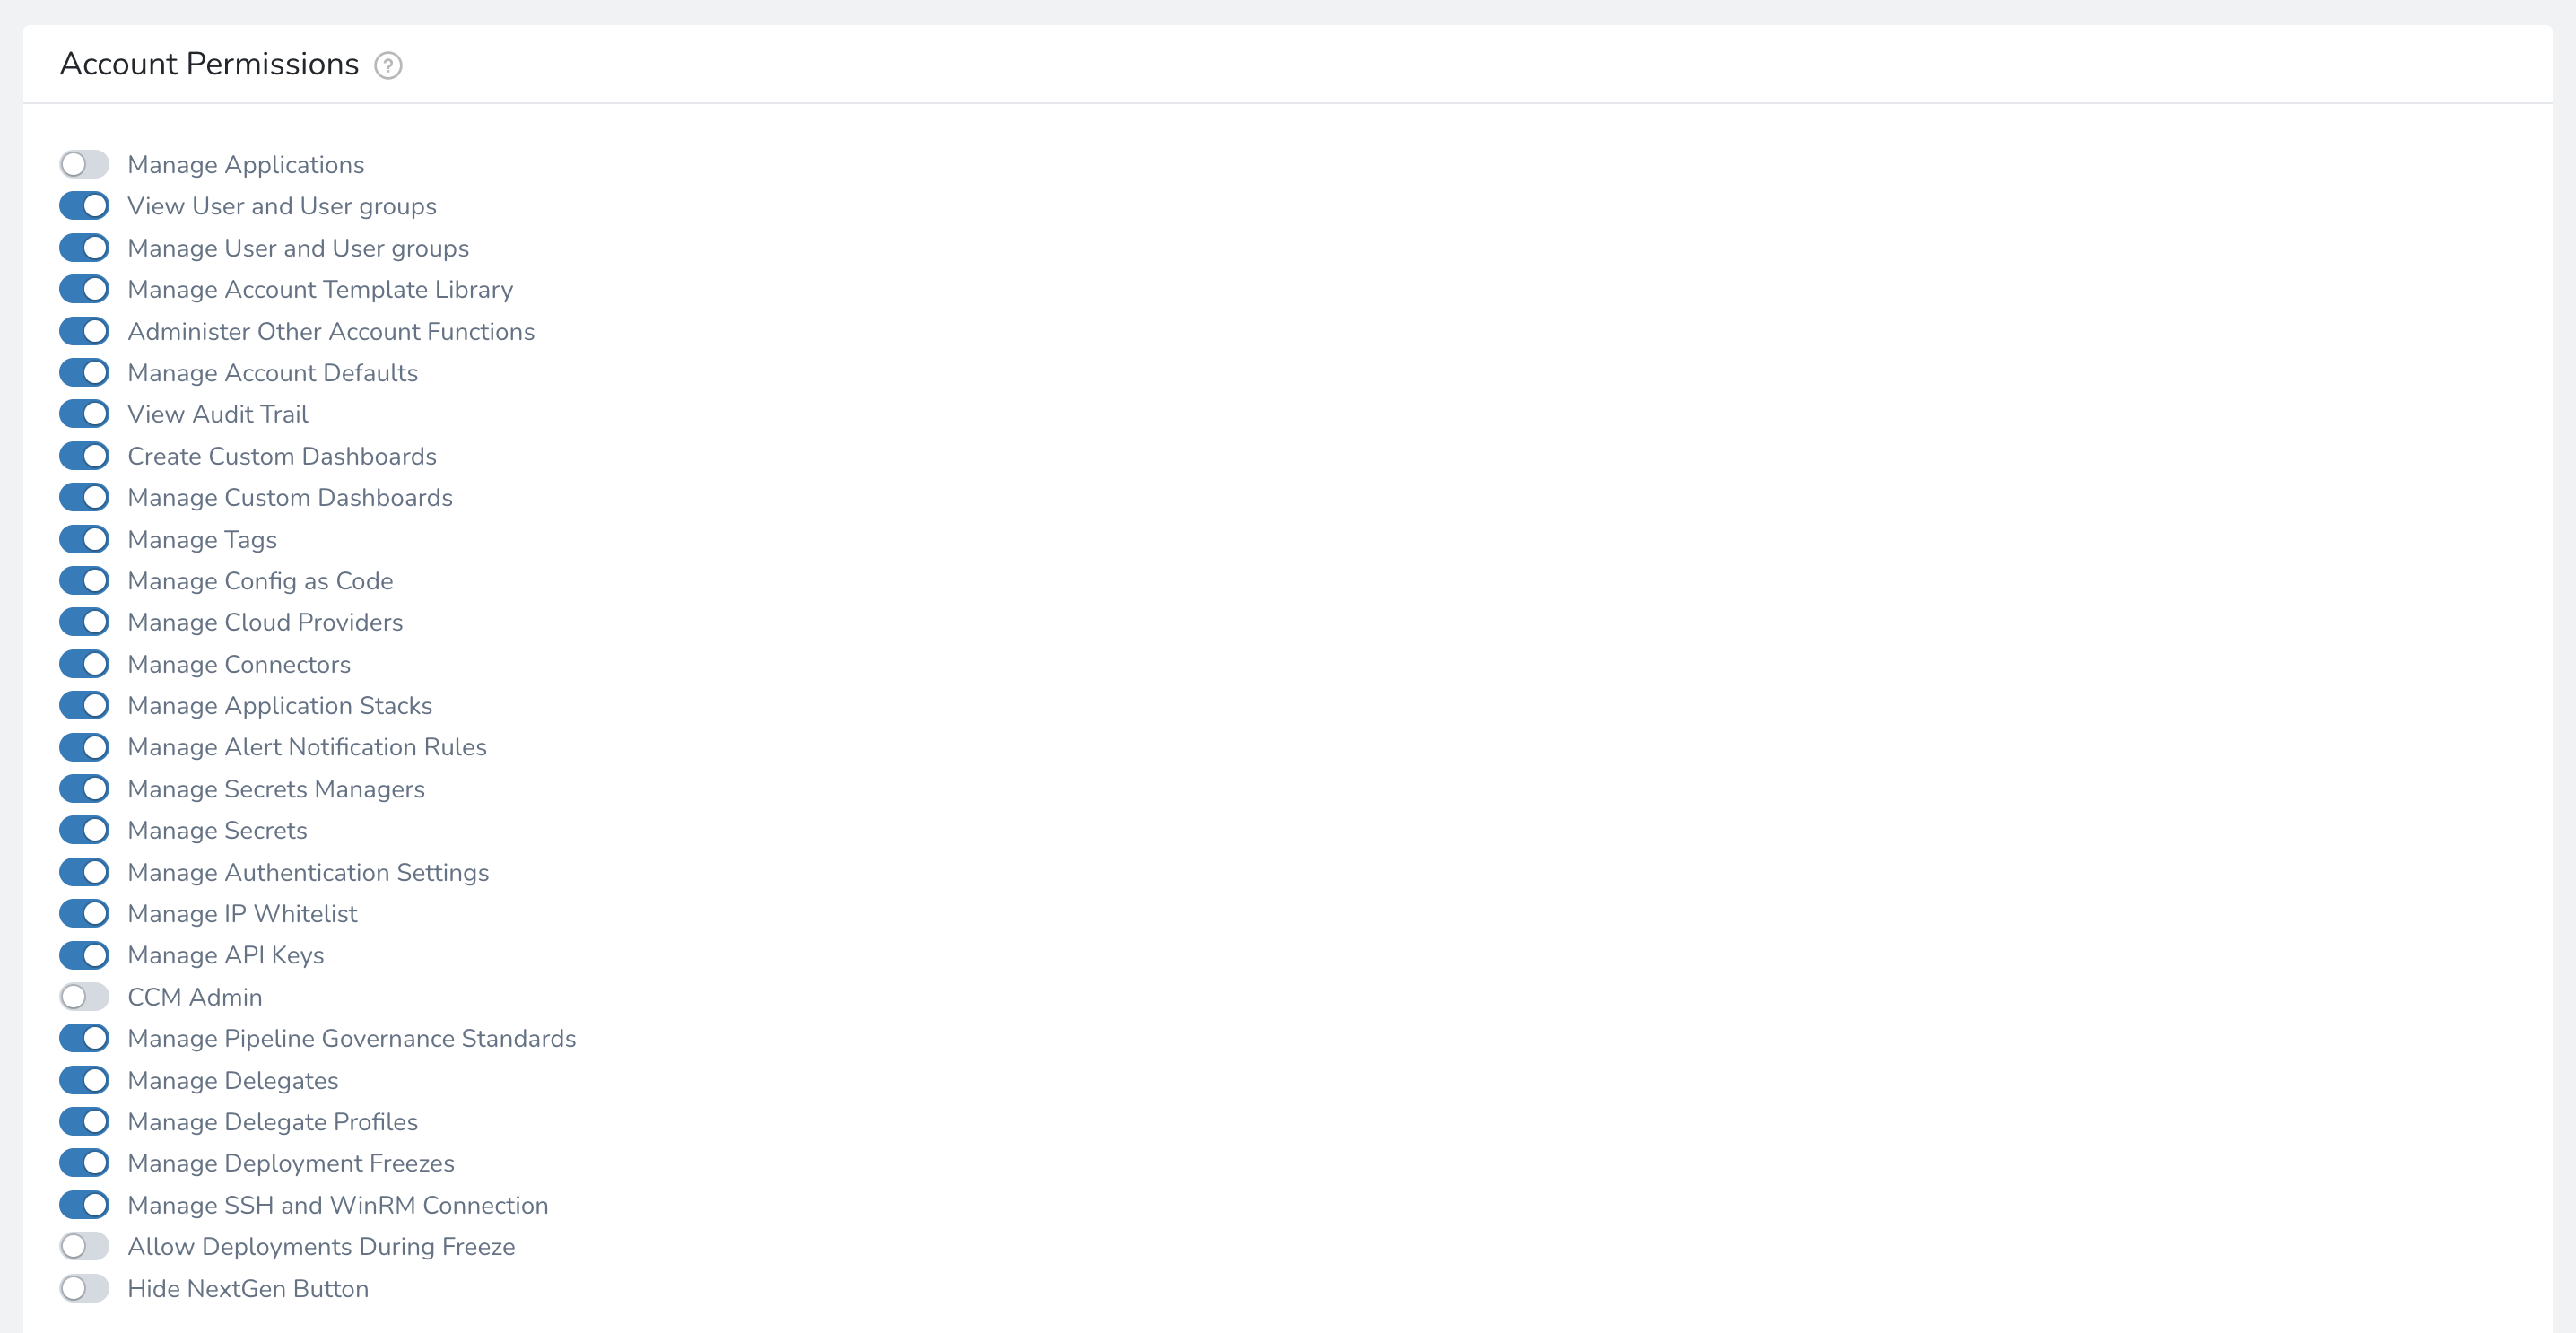 Account Permissions ?
Manage Applications
View User and User groups
Manage User and User groups
Manage Account Template Library
Administer Other Account Functions
Manage Account Defaults
View Audit Trail
Create Custom Dashboards
Manage Custom Dashboards
Manage Tags
Manage Config as Code
Manage Cloud Providers
Manage Connectors
Manage Application Stacks
Manage Alert Notification Rules
Manage Secrets Managers
Manage Secrets
Manage Authentication Settings
Manage IP Whitelist
Manage API Keys
CCM Admin
Manage Pipeline Governance Standards
Manage Delegates
Manage Delegate Profiles
Manage Deployment Freezes
Manage SSH and WinRM Connection
Allow Deployments During Freeze
Hide NextGen Button